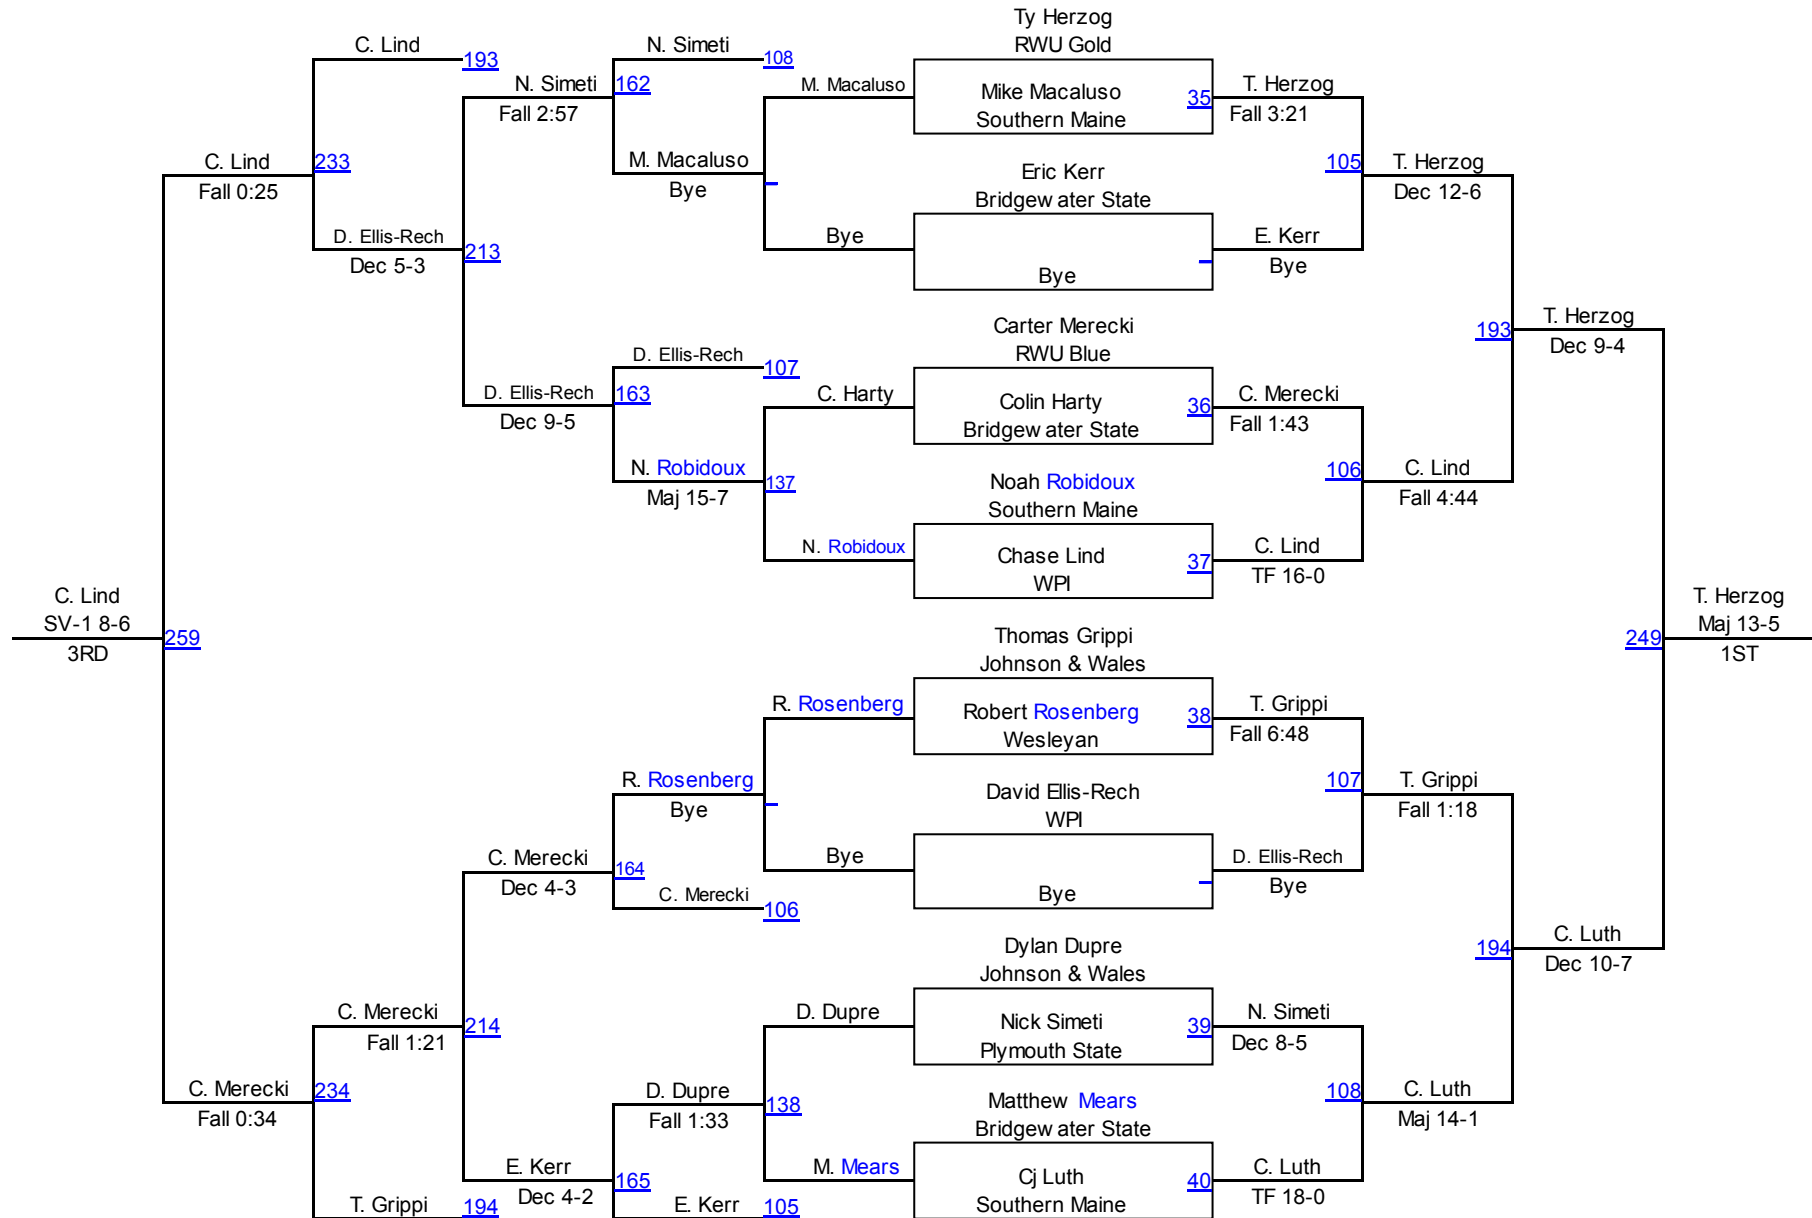 Ty Herzog
C. Lind
N. Simeti
RWU Gold
193
108
N. Simeti
162
M. Macaluso
Mike Macaluso
35
T. Herzog
Fall 2:57
Southern Maine
Fall 3:21
C. Lind
233
M. Macaluso
Eric Kerr
105
T. Herzog
Fall 0:25
Bye
Bridgewater State
Dec 12-6
D. Ellis-Rech
213
Bye
E. Kerr
Dec 5-3
Bye
Bye
Carter Merecki
193
T. Herzog
D. Ellis-Rech
107
RWU Blue
Dec 9-4
D. Ellis-Rech
163
C. Harty
Colin Harty
36
C. Merecki
Dec 9-5
Bridgewater State
Fall 1:43
N. Robidoux
137
Noah Robidoux
106
C. Lind
Maj 15-7
Southern Maine
Fall 4:44
N. Robidoux
Chase Lind
37
C. Lind
WPI
TF 16-0
C. Lind
T. Herzog
SV-1 8-6
259
Thomas Grippi
249
Maj 13-5
3RD
Johnson & Wales
1ST
R. Rosenberg
Robert Rosenberg
38
T. Grippi
Wesleyan
Fall 6:48
R. Rosenberg
David Ellis-Rech
107
T. Grippi
Bye
WPI
Fall 1:18
C. Merecki
164
Bye
D. Ellis-Rech
Dec 4-3
Bye
Bye
C. Merecki
106
Dylan Dupre
194
C. Luth
Johnson & Wales
Dec 10-7
C. Merecki
214
D. Dupre
Nick Simeti
39
N. Simeti
Fall 1:21
Plymouth State
Dec 8-5
C. Merecki
234
D. Dupre
138
Matthew Mears
108
C. Luth
Fall 0:34
Fall 1:33
Bridgewater State
Maj 14-1
E. Kerr
165
M. Mears
Cj Luth
40
C. Luth
Dec 4-2
Southern Maine
TF 18-0
T. Grippi
194
E. Kerr
105